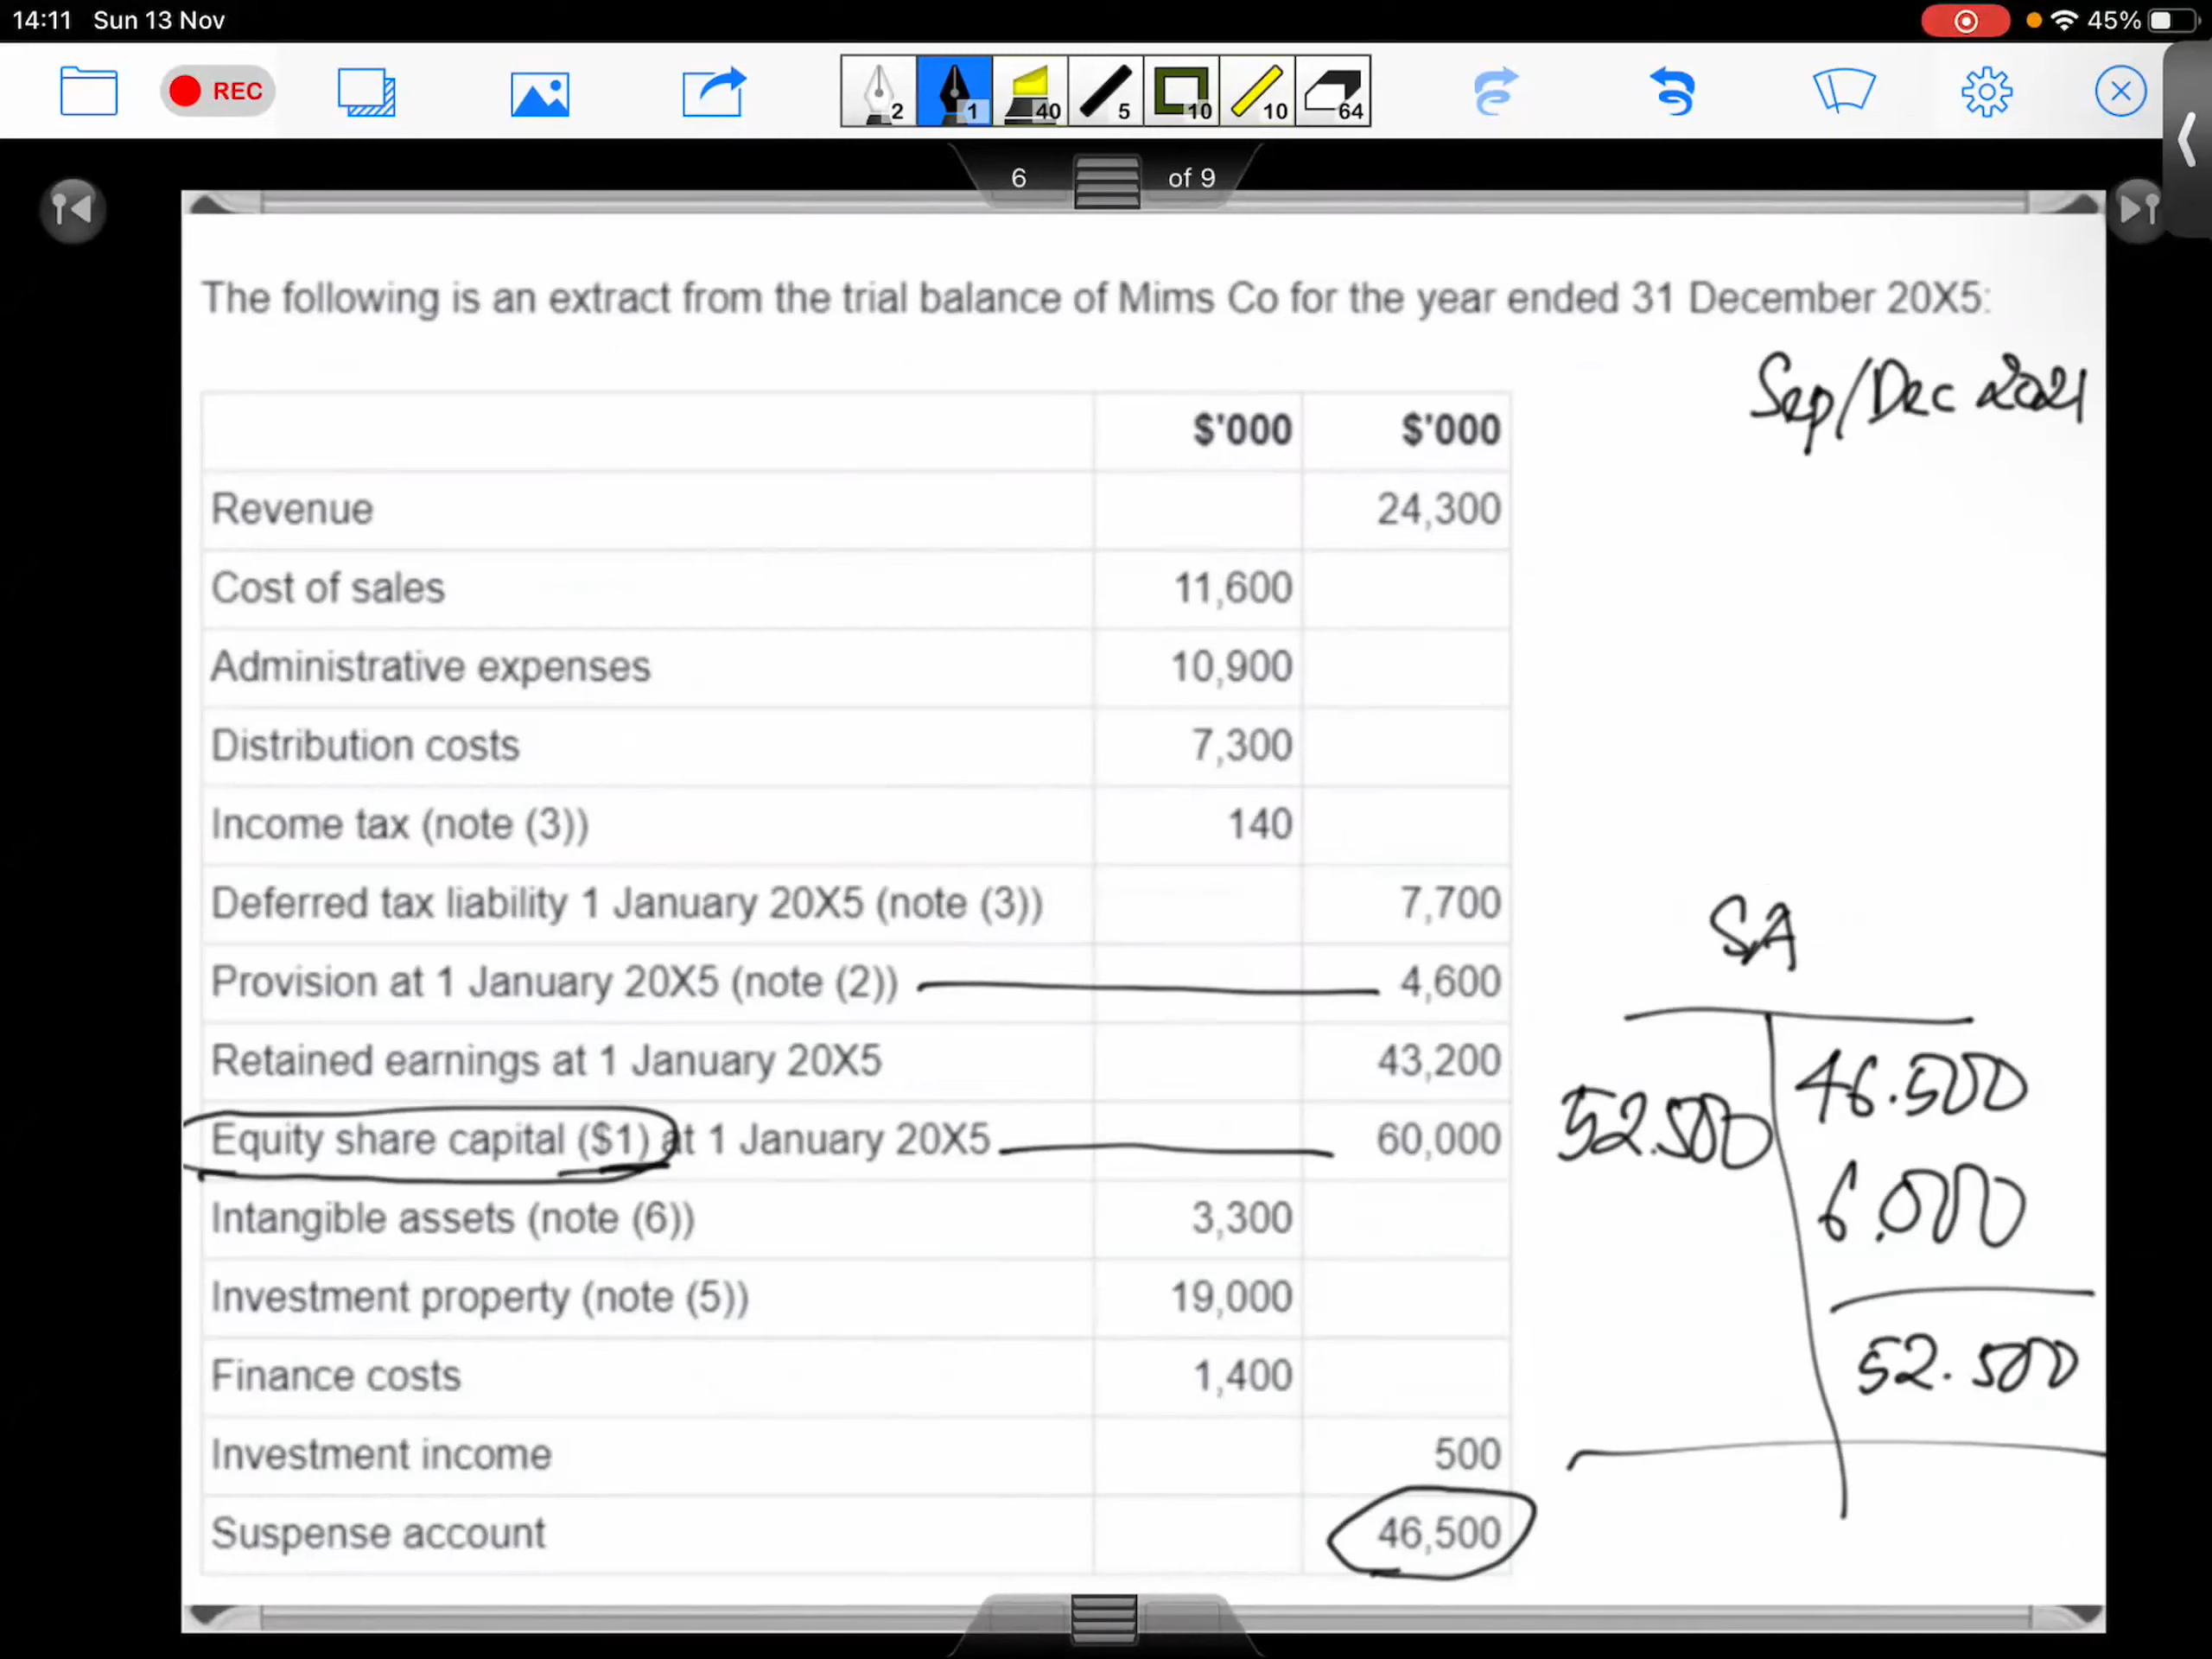 14:11 Sun 13 Nov 45%
REC 2 1 40 5 10 10 64
6 of 9
The following is an extract from the trial balance of Mims Co for the year ended 31 December 20X5:
Sep/Dec 2021
$'000 $'000
Revenue 24,300
Cost of sales 11,600
Administrative expenses 10,900
Distribution costs 7,300
Income tax (note (3)) 140
Deferred tax liability 1 January 20X5 (note (3)) 7,700
Provision at 1 January 20X5 (note (2)) 4,600
Retained earnings at 1 January 20X5 43,200
Equity share capital ($1) at 1 January 20X5 60,000
Intangible assets (note (6)) 3,300
Investment property (note (5)) 19,000
Finance costs 1,400
Investment income 500
Suspense account 46,500
SA
52.500 46.500
6.000
52.500